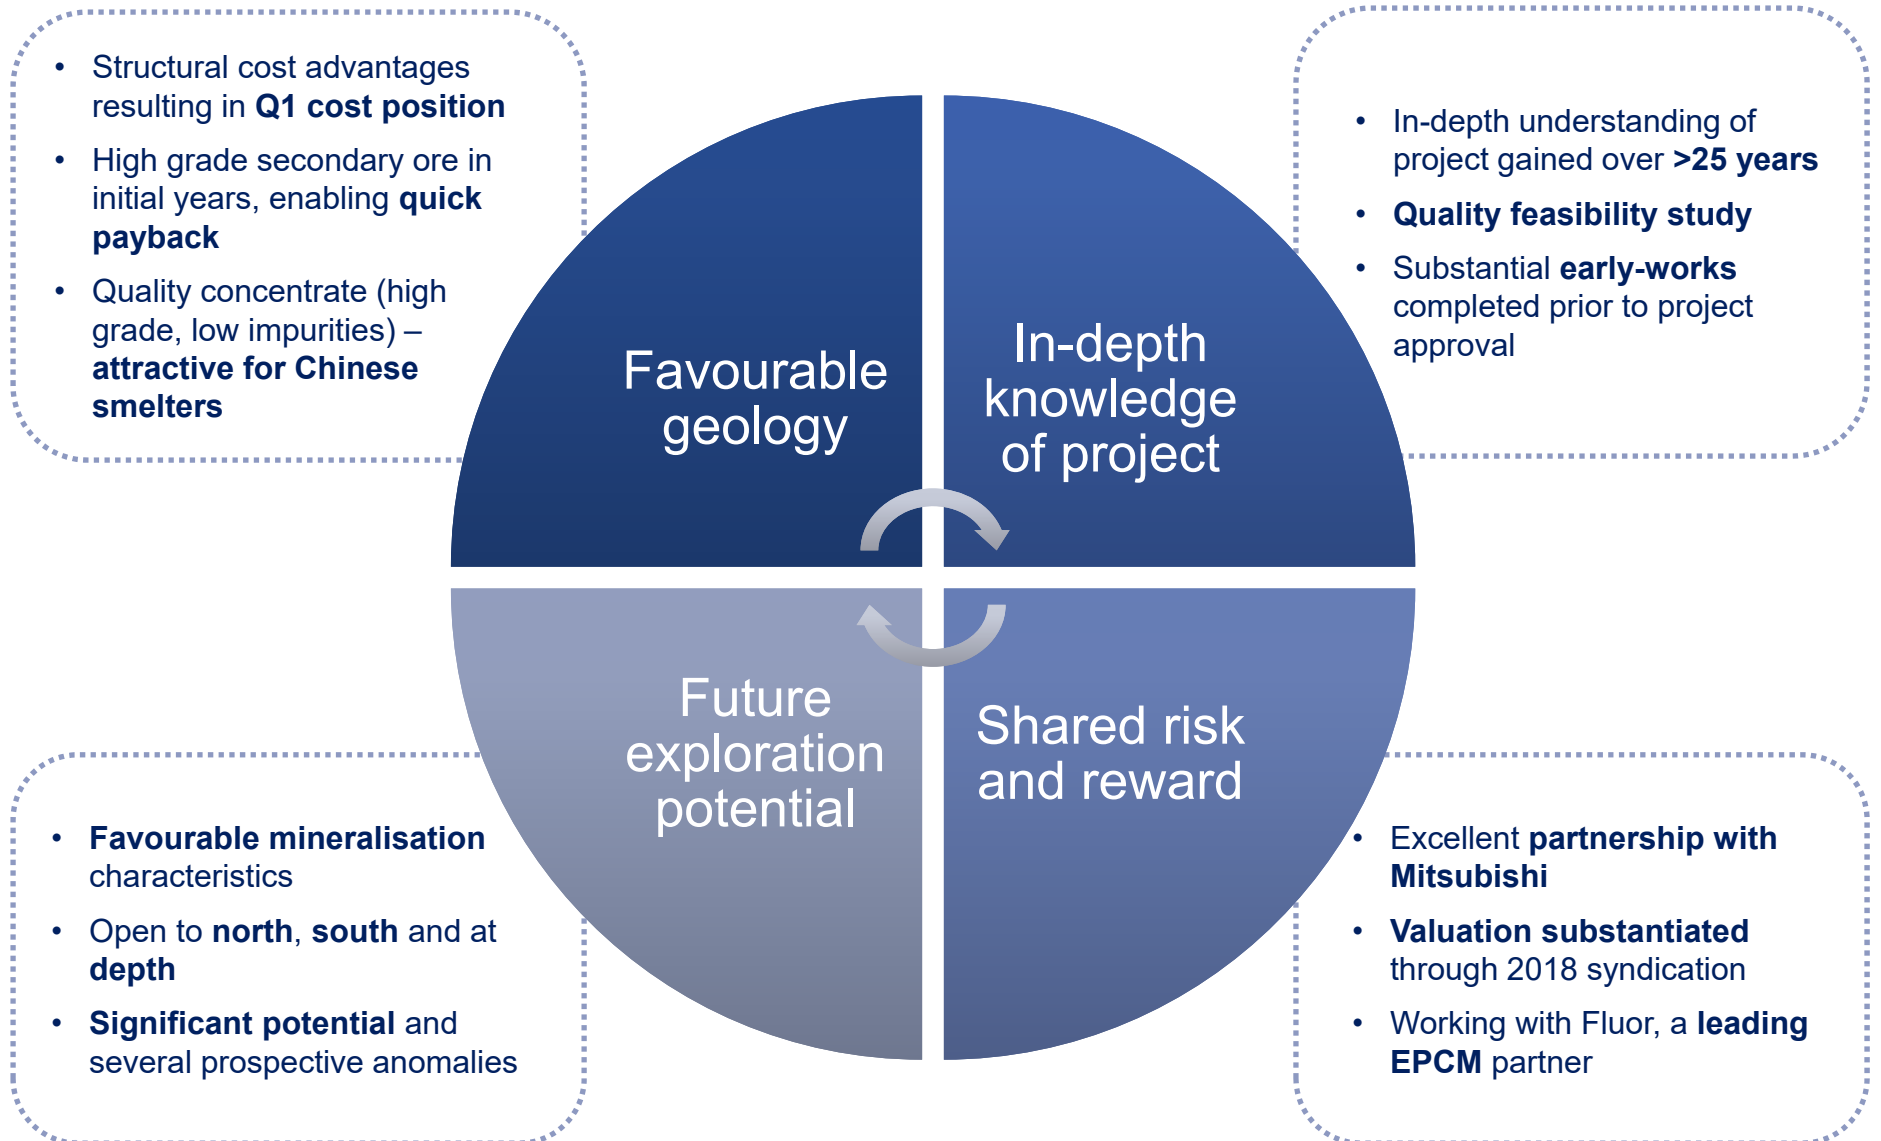 • Structural cost advantages
resulting in Q1 cost position
• High grade secondary ore in
initial years, enabling quick
payback
• Quality concentrate (high
grade, low impurities) –
attractive for Chinese
smelters
Favourable
geology
In-depth
knowledge
of project
• In-depth understanding of
project gained over >25 years
• Quality feasibility study
• Substantial early-works
completed prior to project
approval
• Favourable mineralisation
characteristics
• Open to north, south and at
depth
• Significant potential and
several prospective anomalies
Future
exploration
potential
Shared risk
and reward
• Excellent partnership with
Mitsubishi
• Valuation substantiated
through 2018 syndication
• Working with Fluor, a leading
EPCM partner